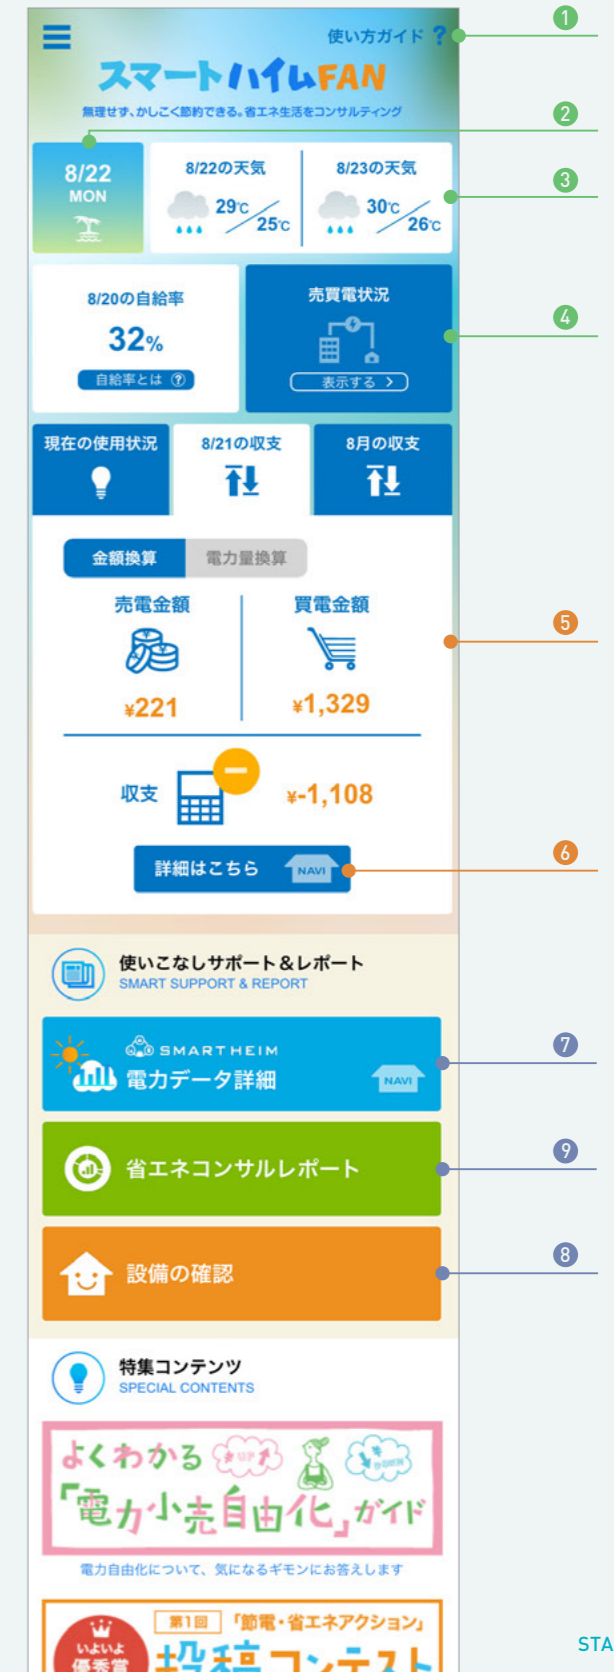 使い方ガイド ?
1
スマートハイムFAN
無理せず、かしこく節約できる。省エネ生活をコンサルティング
2
8/22
MON
8/22の天気
29℃
25℃
8/23の天気
30℃
26℃
3
8/20の自給率
32%
自給率とは ?
売買電状況
表示する >
4
現在の使用状況
8/21の収支
8月の収支
金額換算
電力量換算
売電金額
買電金額
5
¥221
¥1,329
収支
¥-1,108
詳細はこちら
NAVI
6
使いこなしサポート&レポート
SMART SUPPORT & REPORT
SMART HEIM
電力データ詳細
NAVI
7
省エネコンサルレポート
9
設備の確認
8
特集コンテンツ
SPECIAL CONTENTS
よくわかる
UP
DOWN
「電力小売自由化」ガイド
電力自由化について、気になるギモンにお答えします
第1回 「節電・省エネアクション」
いよいよ
優秀賞
投稿コンテスト
STA